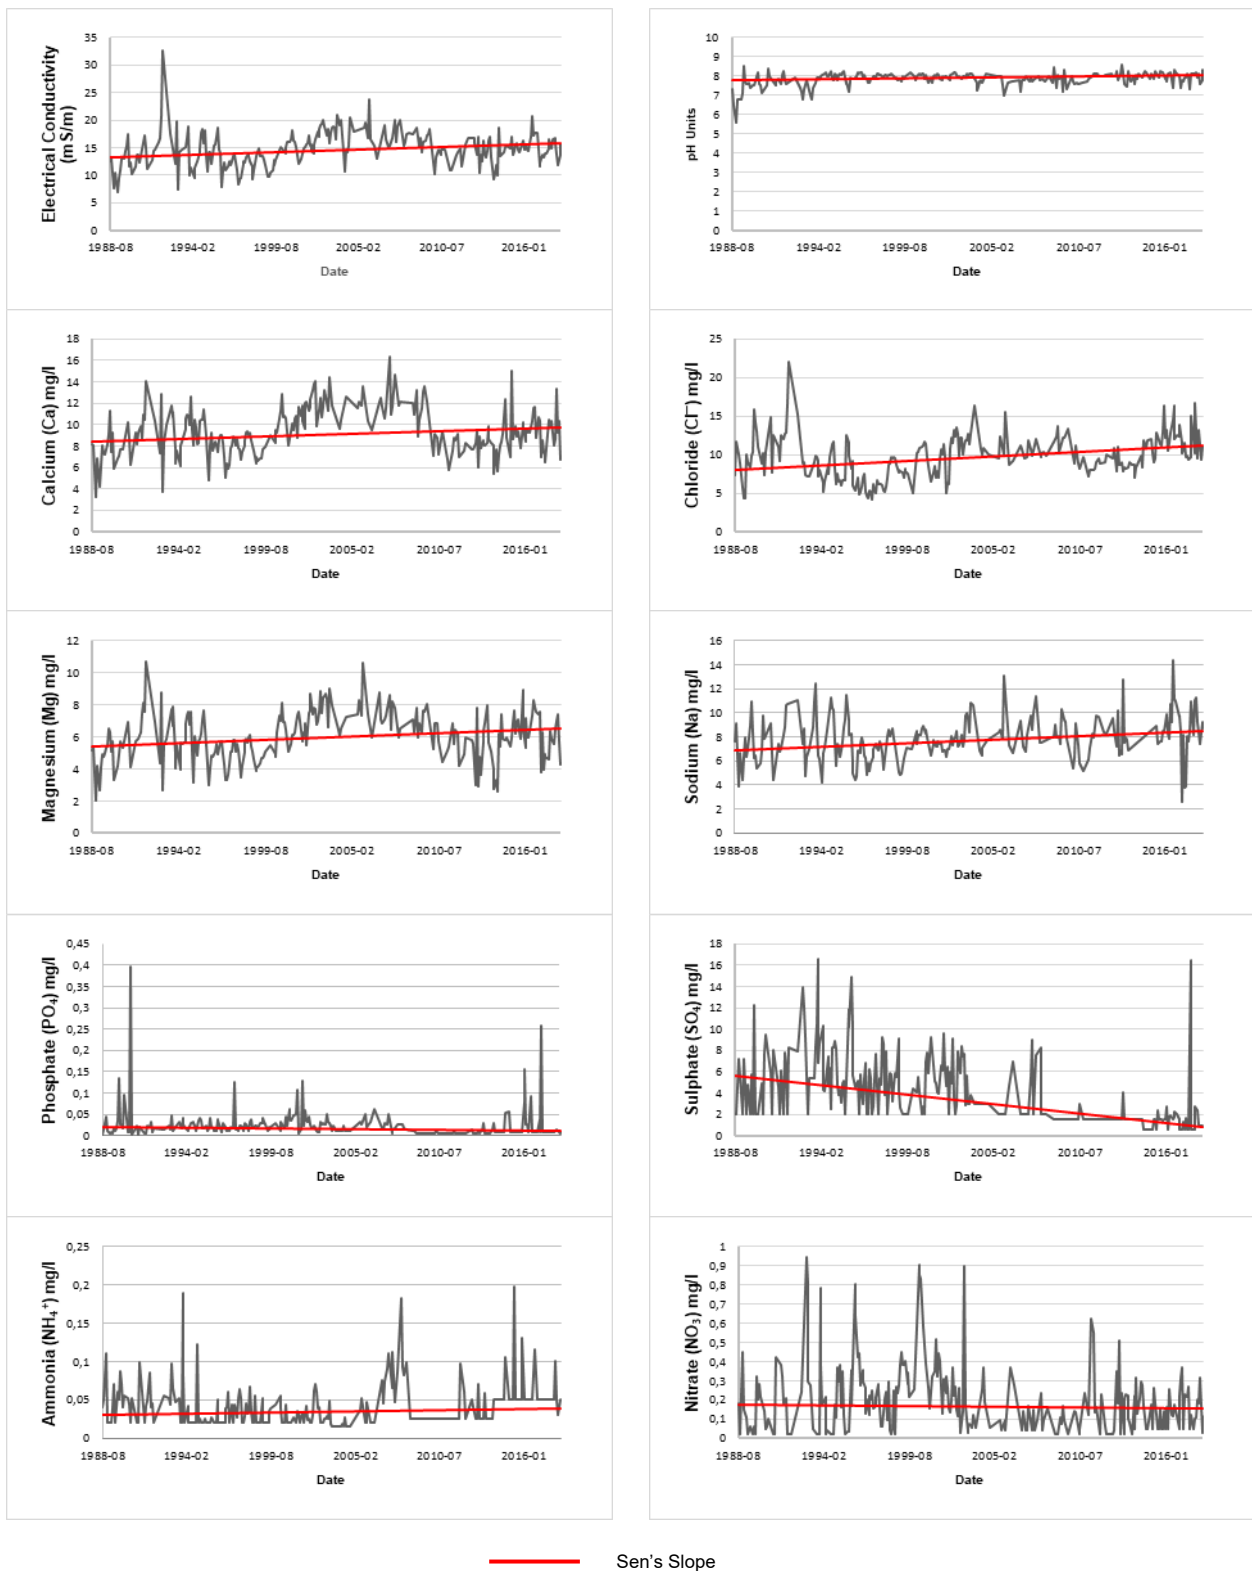 Electrical Conductivity
(mS/m)
35
30
25
20
15
10
5
0
1988-08 1994-02 1999-08 2005-02 2010-07 2016-01
Date
pH Units
10
9
8
7
6
5
4
3
2
1
0
1988-08 1994-02 1999-08 2005-02 2010-07 2016-01
Date
Calcium (Ca) mg/l
18
16
14
12
10
8
6
4
2
0
1988-08 1994-02 1999-08 2005-02 2010-07 2016-01
Date
Chloride (Cl⁻) mg/l
25
20
15
10
5
0
1988-08 1994-02 1999-08 2005-02 2010-07 2016-01
Date
Magnesium (Mg) mg/l
12
10
8
6
4
2
0
1988-08 1994-02 1999-08 2005-02 2010-07 2016-01
Date
Sodium (Na) mg/l
16
14
12
10
8
6
4
2
0
1988-08 1994-02 1999-08 2005-02 2010-07 2016-01
Date
Phosphate (PO₄) mg/l
0,45
0,4
0,35
0,3
0,25
0,2
0,15
0,1
0,05
0
1988-08 1994-02 1999-08 2005-02 2010-07 2016-01
Date
Sulphate (SO₄) mg/l
18
16
14
12
10
8
6
4
2
0
1988-08 1994-02 1999-08 2005-02 2010-07 2016-01
Date
Ammonia (NH₄⁺) mg/l
0,25
0,2
0,15
0,1
0,05
0
1988-08 1994-02 1999-08 2005-02 2010-07 2016-01
Date
Nitrate (NO₃) mg/l
1
0,9
0,8
0,7
0,6
0,5
0,4
0,3
0,2
0,1
0
1988-08 1994-02 1999-08 2005-02 2010-07 2016-01
Date
Sen's Slope